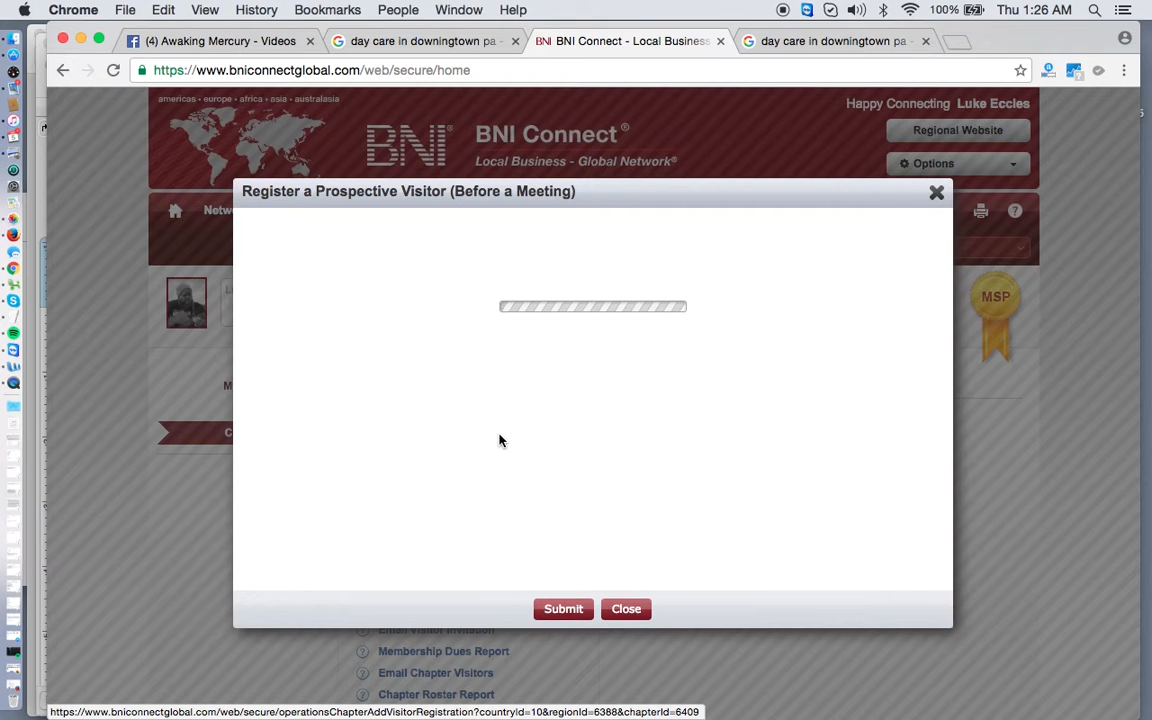 Chrome File Edit View History Bookmarks People Window Help 100% Thu 1:26 AM
(4) Awaking Mercury - Videos day care in downingtown pa - BNI Connect - Local Business day care in downingtown pa -
https://www.bniconnectglobal.com/web/secure/home
americas • europe • africa • asia • australasia
Happy Connecting Luke Eccles
BNI® BNI Connect®
Local Business - Global Network®
Regional Website
Options
Register a Prospective Visitor (Before a Meeting)
MSP
Submit Close
Email Visitor Invitation
Membership Dues Report
Email Chapter Visitors
Chapter Roster Report
https://www.bniconnectglobal.com/web/secure/operationsChapterAddVisitorRegistration?countryId=10&regionId=6388&chapterId=6409